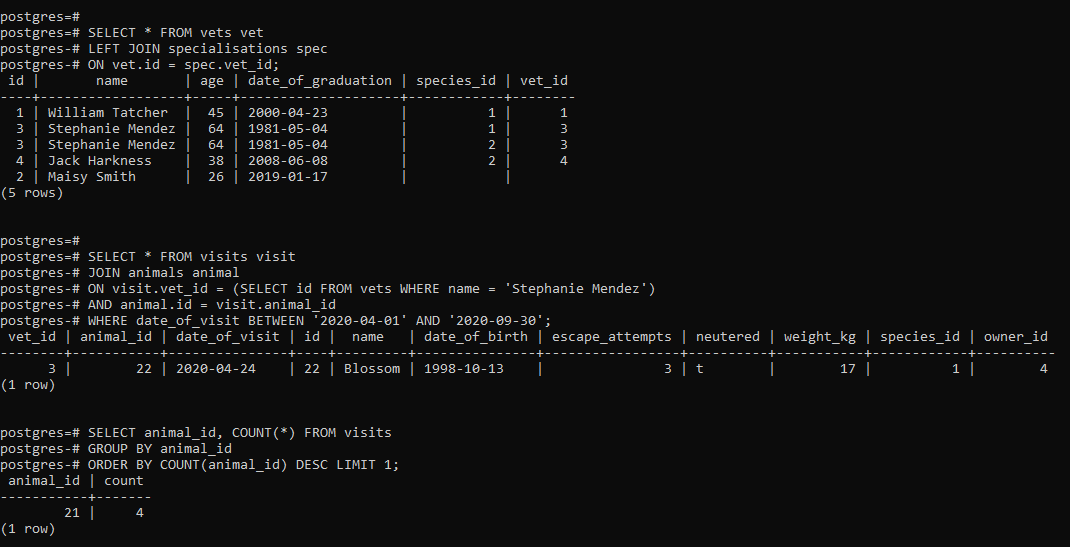 postgres=#
postgres=# SELECT * FROM vets vet
postgres-# LEFT JOIN specialisations spec
postgres-# ON vet.id = spec.vet_id;
 id |       name       | age | date_of_graduation | species_id | vet_id
----+------------------+-----+--------------------+------------+--------
  1 | William Tatcher  |  45 | 2000-04-23         |          1 |      1
  3 | Stephanie Mendez |  64 | 1981-05-04         |          1 |      3
  3 | Stephanie Mendez |  64 | 1981-05-04         |          2 |      3
  4 | Jack Harkness    |  38 | 2008-06-08         |          2 |      4
  2 | Maisy Smith      |  26 | 2019-01-17         |            |
(5 rows)
postgres=#
postgres=# SELECT * FROM visits visit
postgres-# JOIN animals animal
postgres-# ON visit.vet_id = (SELECT id FROM vets WHERE name = 'Stephanie Mendez')
postgres-# AND animal.id = visit.animal_id
postgres-# WHERE date_of_visit BETWEEN '2020-04-01' AND '2020-09-30';
 vet_id | animal_id | date_of_visit | id |  name   | date_of_birth | escape_attempts | neutered | weight_kg | species_id | owner_id
--------+-----------+---------------+----+---------+---------------+-----------------+----------+-----------+------------+----------
      3 |        22 | 2020-04-24    | 22 | Blossom | 1998-10-13    |               3 | t        |        17 |          1 |        4
(1 row)
postgres=# SELECT animal_id, COUNT(*) FROM visits
postgres-# GROUP BY animal_id
postgres-# ORDER BY COUNT(animal_id) DESC LIMIT 1;
 animal_id | count
-----------+-------
        21 |     4
(1 row)